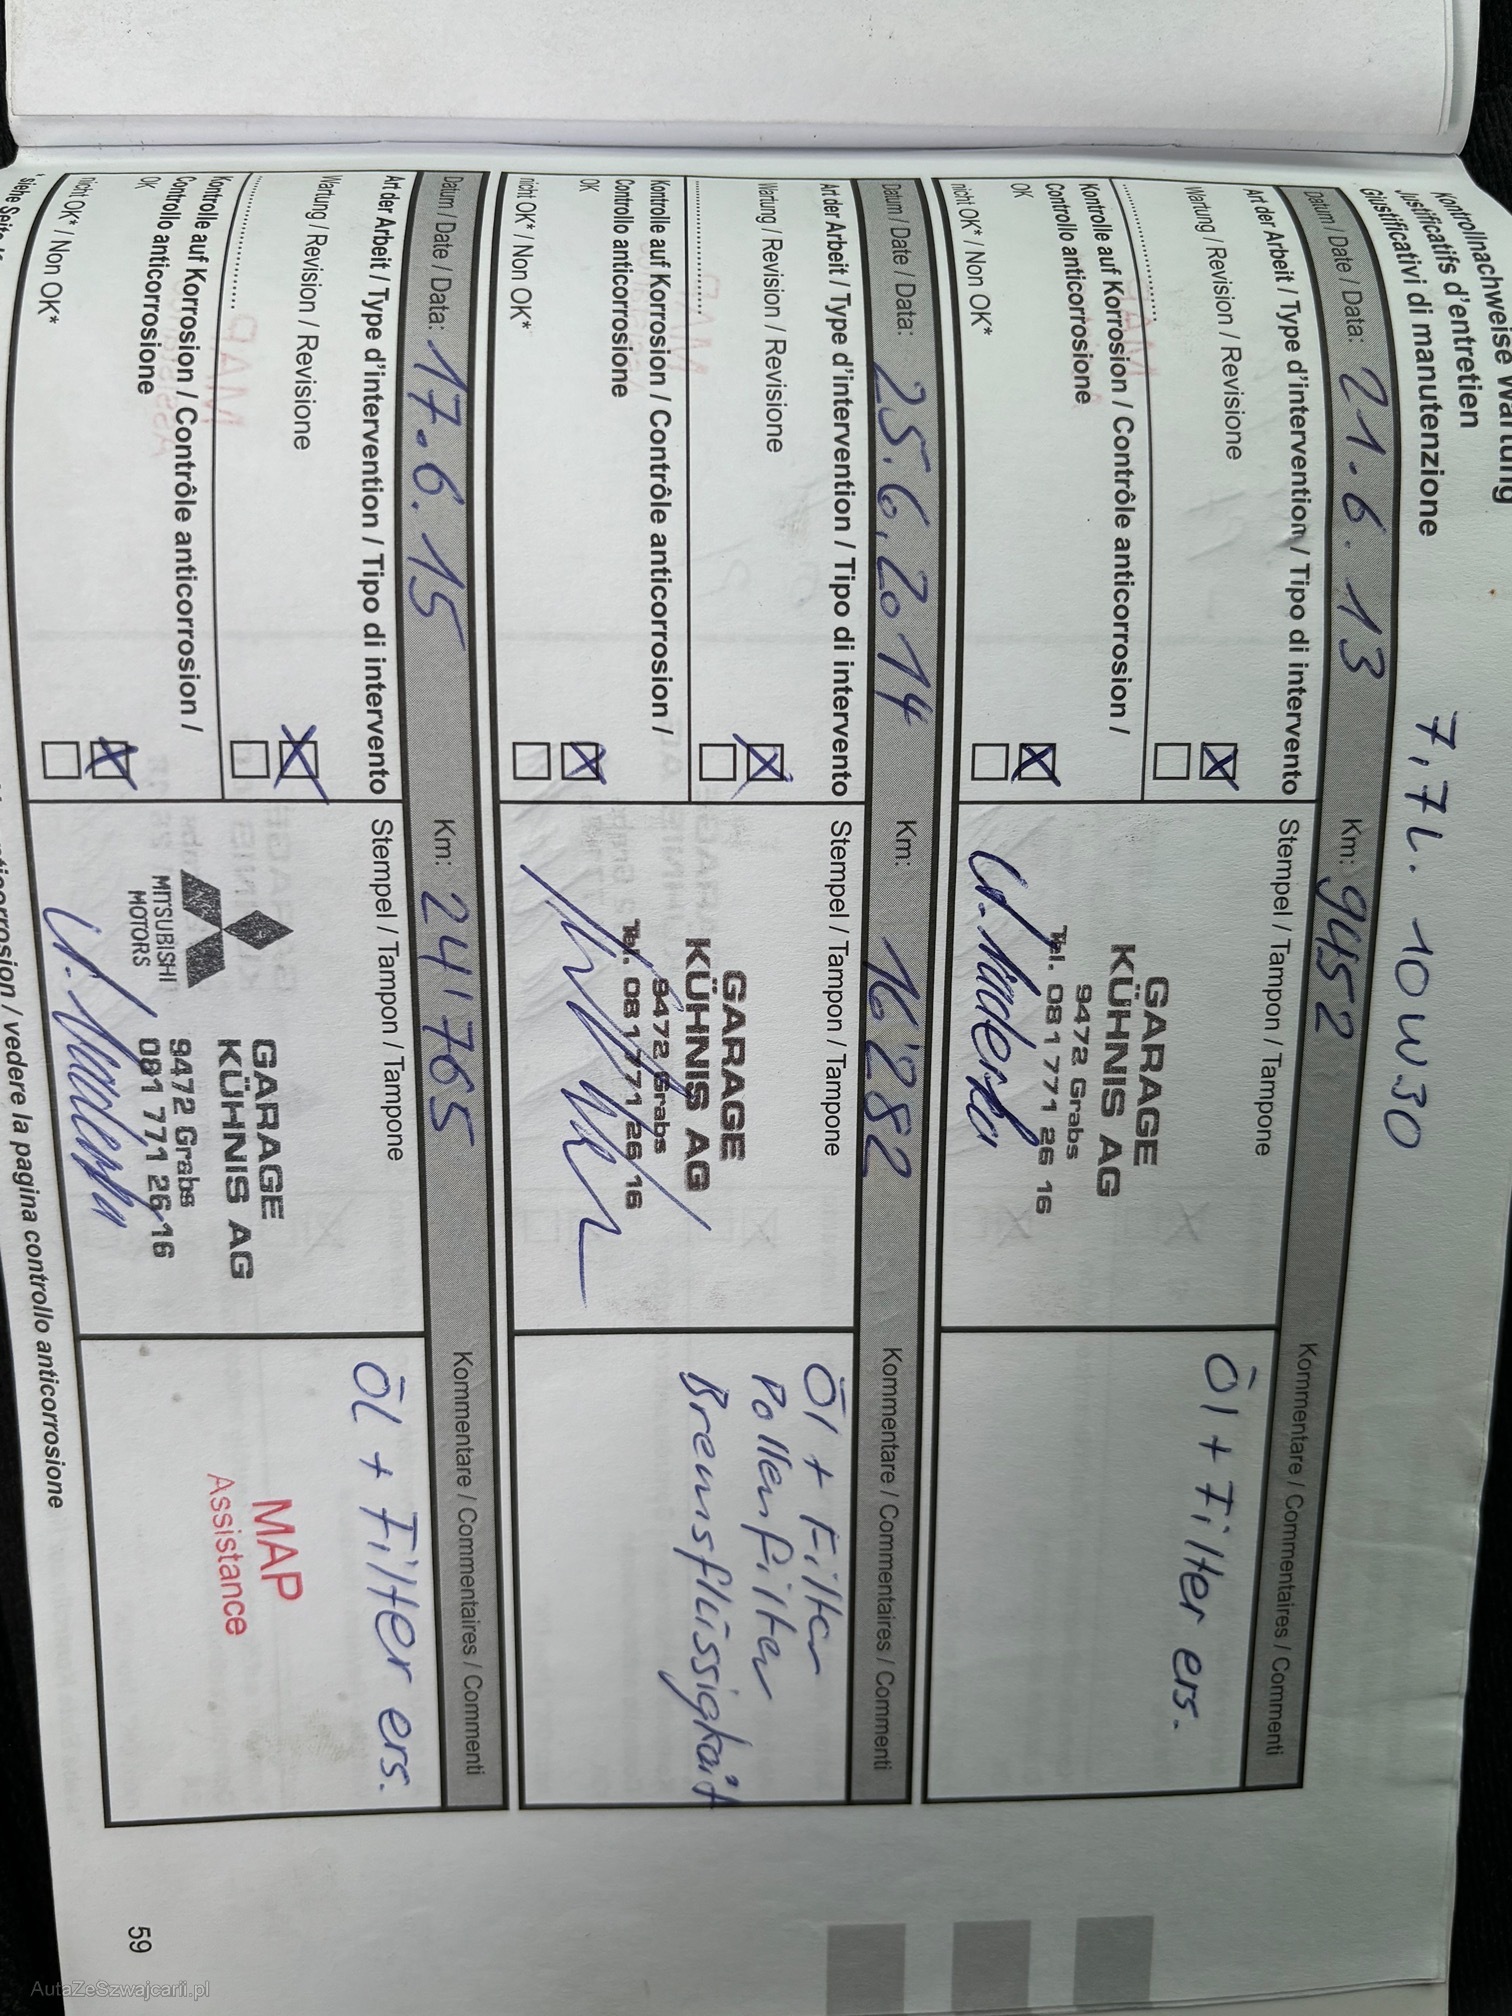 Kontrollnachweise Wartung
Justificatifs d'entretien
Giustificativi di manutenzione
7,7L. 10W30
Datum / Date / Data: 21.6.13 Km: 9452 Kommentare / Commentaires / Commenti
Art der Arbeit / Type d'intervention / Tipo di intervento
Wartung / Revision / Revisione
....................
Kontrolle auf Korrosion / Contrôle anticorrosion /
Controllo anticorrosione
OK
nicht OK* / Non OK*
Stempel / Tampon / Tampone
GARAGE
KÜHNIS AG
9472 Grabs
Tel. 081 771 26 16
Öl + Filter ers.
Datum / Date / Data: 25.6.2014 Km: 16'282 Kommentare / Commentaires / Commenti
Art der Arbeit / Type d'intervention / Tipo di intervento
Wartung / Revision / Revisione
....................
Kontrolle auf Korrosion / Contrôle anticorrosion /
Controllo anticorrosione
OK
nicht OK* / Non OK*
Stempel / Tampon / Tampone
GARAGE
KÜHNIS AG
9472 Grabs
Tel. 081 771 26 16
Öl + Filter
Pollenfilter
Bremsflüssigkait
Datum / Date / Data: 17.6.15 Km: 24'765 Kommentare / Commentaires / Commenti
Art der Arbeit / Type d'intervention / Tipo di intervento
Wartung / Revision / Revisione
....................
Kontrolle auf Korrosion / Contrôle anticorrosion /
Controllo anticorrosione
OK
nicht OK* / Non OK*
Stempel / Tampon / Tampone
MITSUBISHI
MOTORS
GARAGE
KÜHNIS AG
9472 Grabs
081 771 26 16
ÖL + Filter ers.
MAP
Assistance
/ vedere la pagina controllo anticorrosione
59
AutaZeSzwajcarii.pl